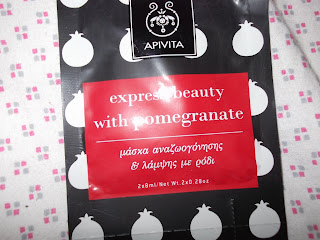 APIVITA
express beauty
with pomegranate
μάσκα αναζωογόνησης
& λάμψης με ρόδι
2x8ml/Net Wt. 2x0.28oz